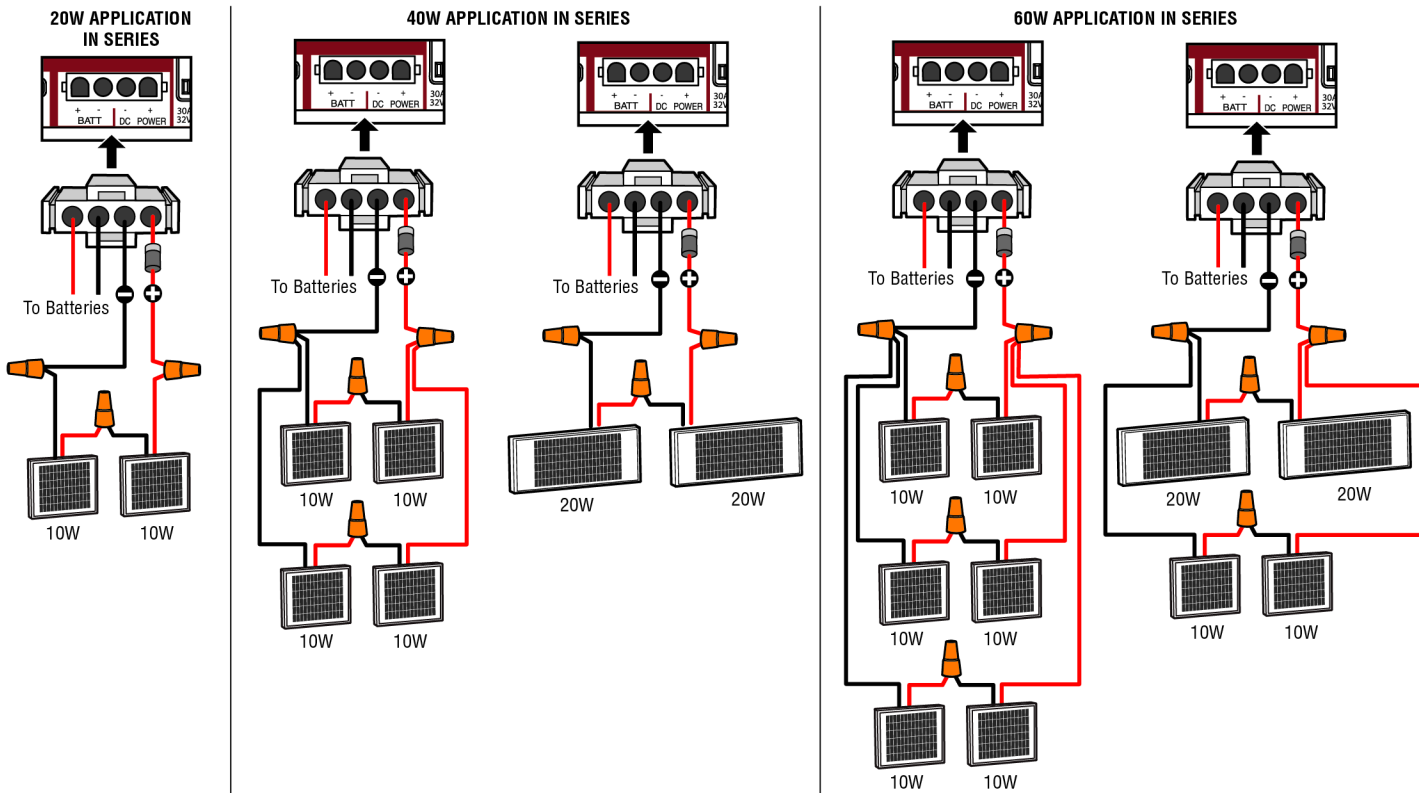 20W APPLICATION
IN SERIES
+ - - +
BATT DC POWER
30A
32V
To Batteries
10W 10W
40W APPLICATION IN SERIES
+ - - +
BATT DC POWER
30A
32V
To Batteries
10W 10W
10W 10W
+ - - +
BATT DC POWER
30A
32V
To Batteries
20W 20W
60W APPLICATION IN SERIES
+ - - +
BATT DC POWER
30A
32V
To Batteries
10W 10W
10W 10W
10W 10W
+ - - +
BATT DC POWER
30A
32V
To Batteries
20W 20W
10W 10W